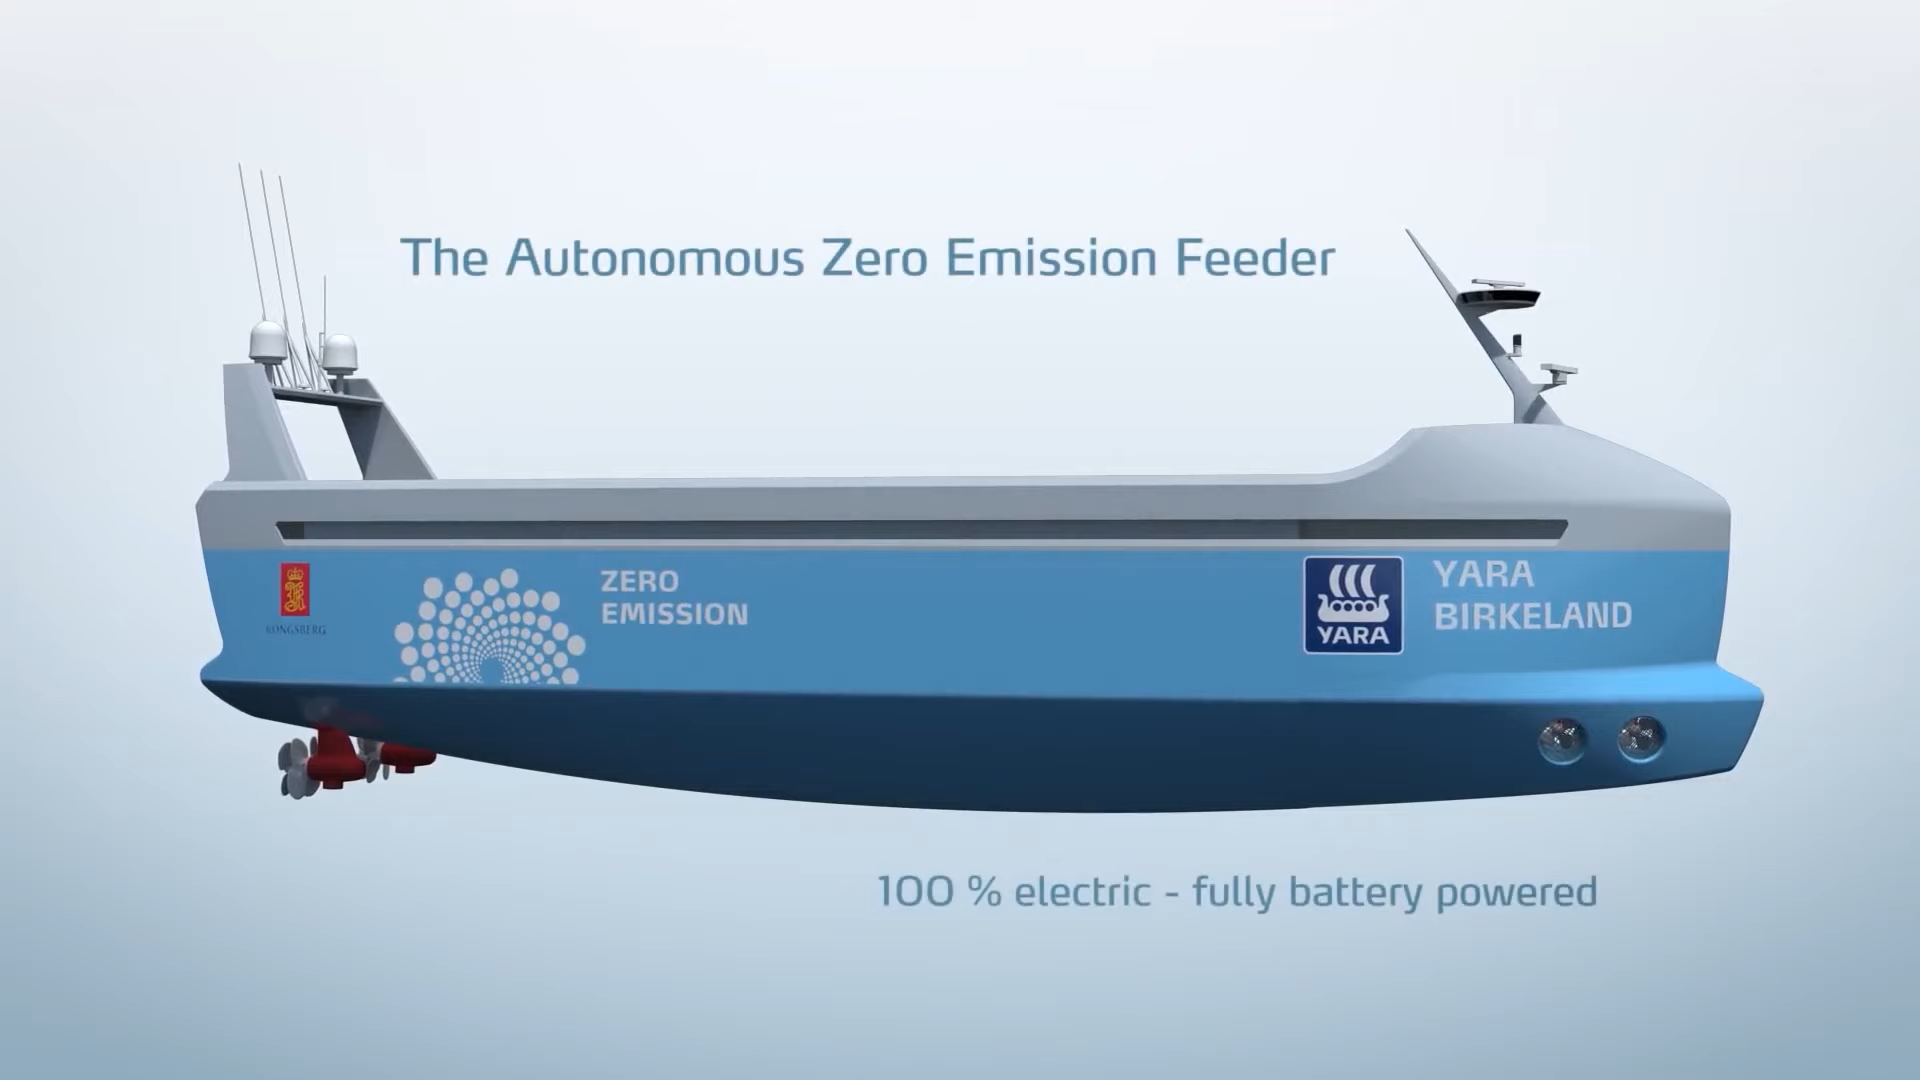 The Autonomous Zero Emission Feeder
ZERO
EMISSION
KONGSBERG
YARA
YARA
BIRKELAND
100 % electric - fully battery powered